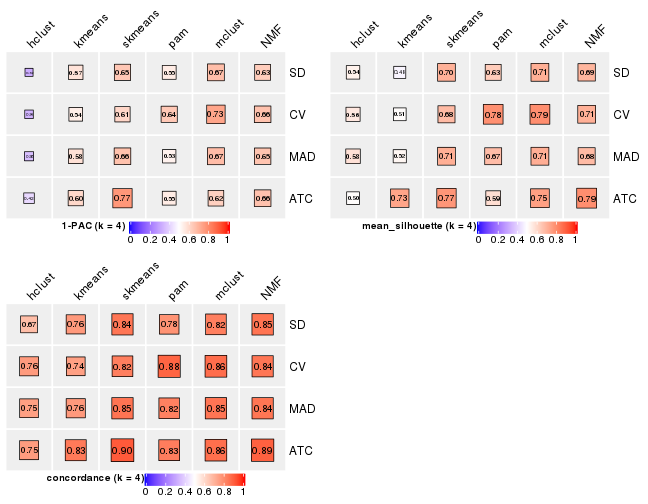 hclust kmeans skmeans pam mclust NMF
0.57 0.65 0.55 0.67 0.63 SD
0.54 0.61 0.64 0.73 0.66 CV
0.58 0.66 0.53 0.67 0.65 MAD
0.60 0.77 0.55 0.62 0.66 ATC
1-PAC (k = 4)
0 0.2 0.4 0.6 0.8 1
hclust kmeans skmeans pam mclust NMF
0.54 0.70 0.63 0.71 0.69 SD
0.56 0.51 0.68 0.78 0.79 0.71 CV
0.58 0.52 0.71 0.67 0.71 0.68 MAD
0.50 0.73 0.77 0.59 0.75 0.79 ATC
mean_silhouette (k = 4)
0 0.2 0.4 0.6 0.8 1
hclust kmeans skmeans pam mclust NMF
0.67 0.76 0.84 0.78 0.82 0.85 SD
0.76 0.74 0.82 0.88 0.86 0.84 CV
0.75 0.76 0.85 0.82 0.85 0.84 MAD
0.75 0.83 0.90 0.83 0.86 0.89 ATC
concordance (k = 4)
0 0.2 0.4 0.6 0.8 1